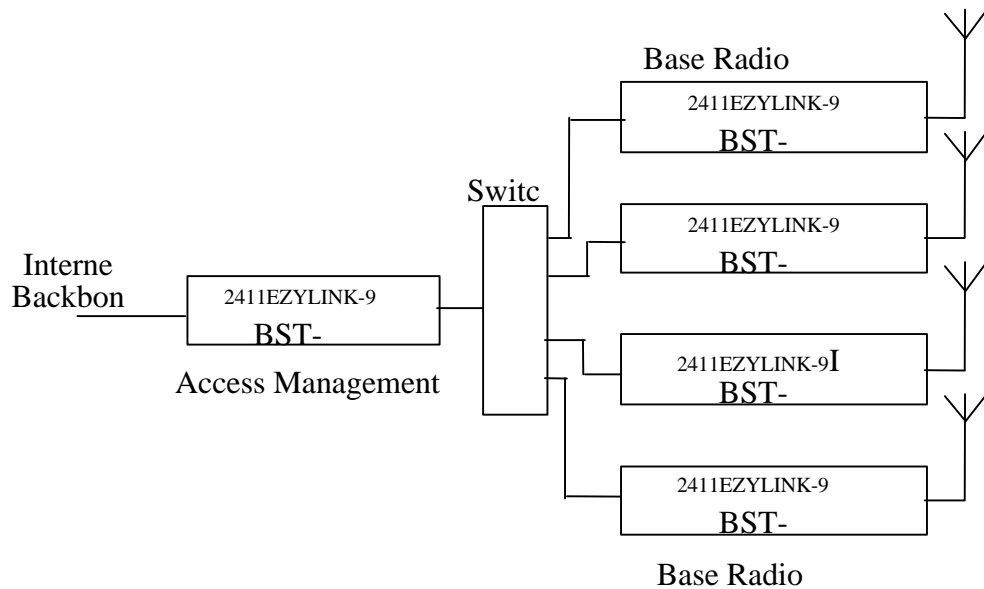 Base Radio
2411EZYLINK-9
BST-
Switc
2411EZYLINK-9
BST-
Interne
Backbon
2411EZYLINK-9
BST-
Access Management
2411EZYLINK-9I
BST-
2411EZYLINK-9
BST-
Base Radio